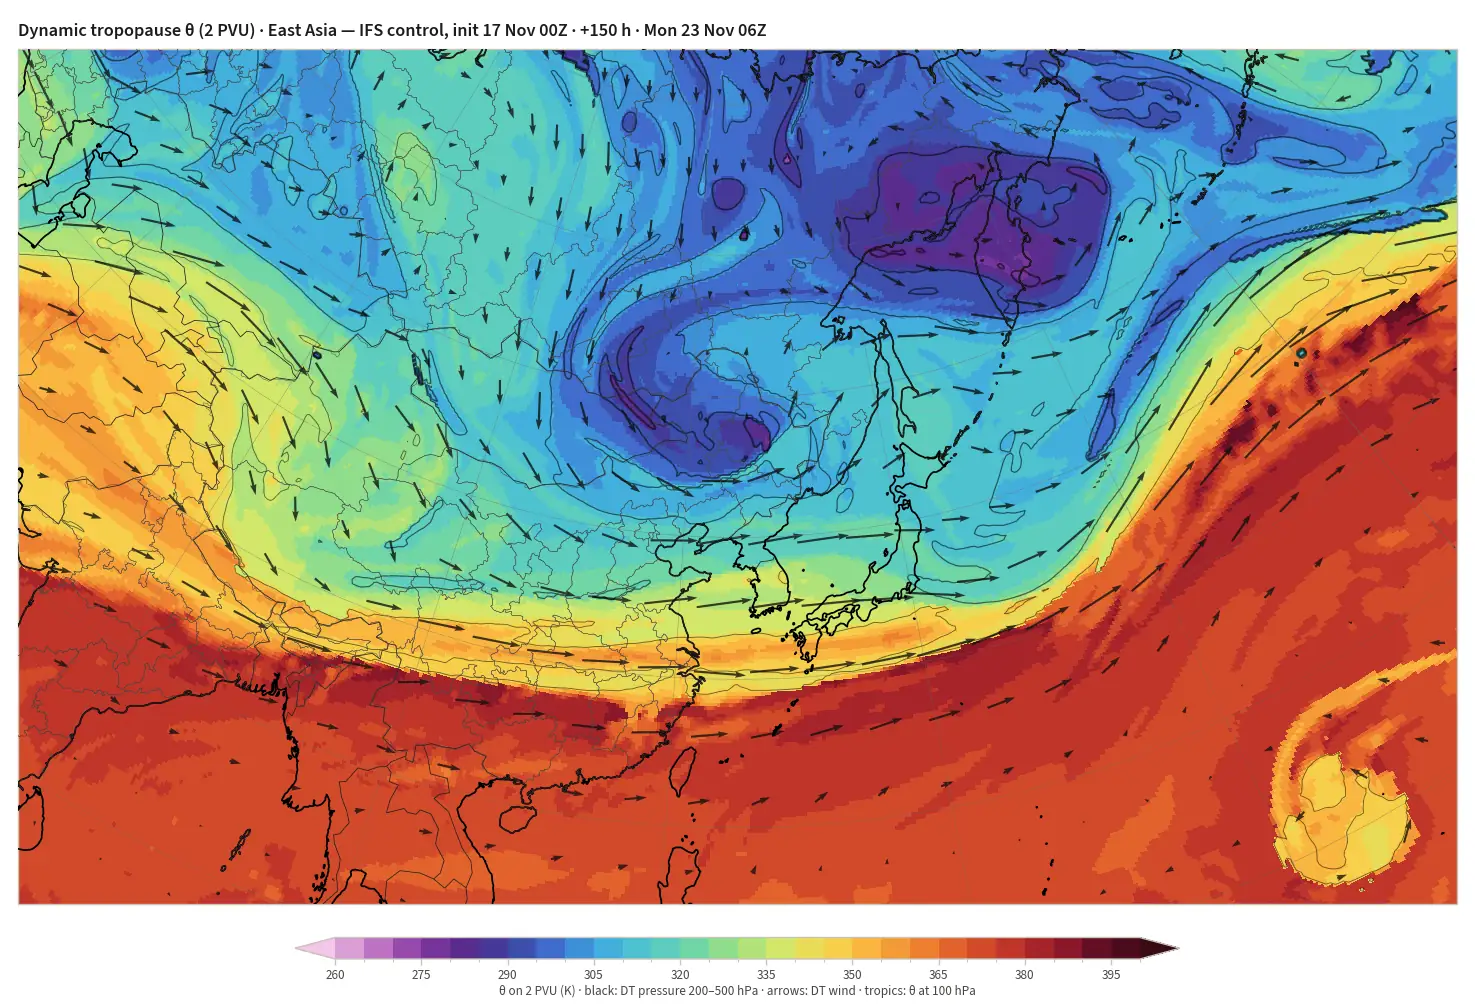 Dynamic tropopause θ (2 PVU) · East Asia — IFS control, init 17 Nov 00Z · +150 h · Mon 23 Nov 06Z
260 275 290 305 320 335 350 365 380 395
θ on 2 PVU (K) · black: DT pressure 200–500 hPa · arrows: DT wind · tropics: θ at 100 hPa